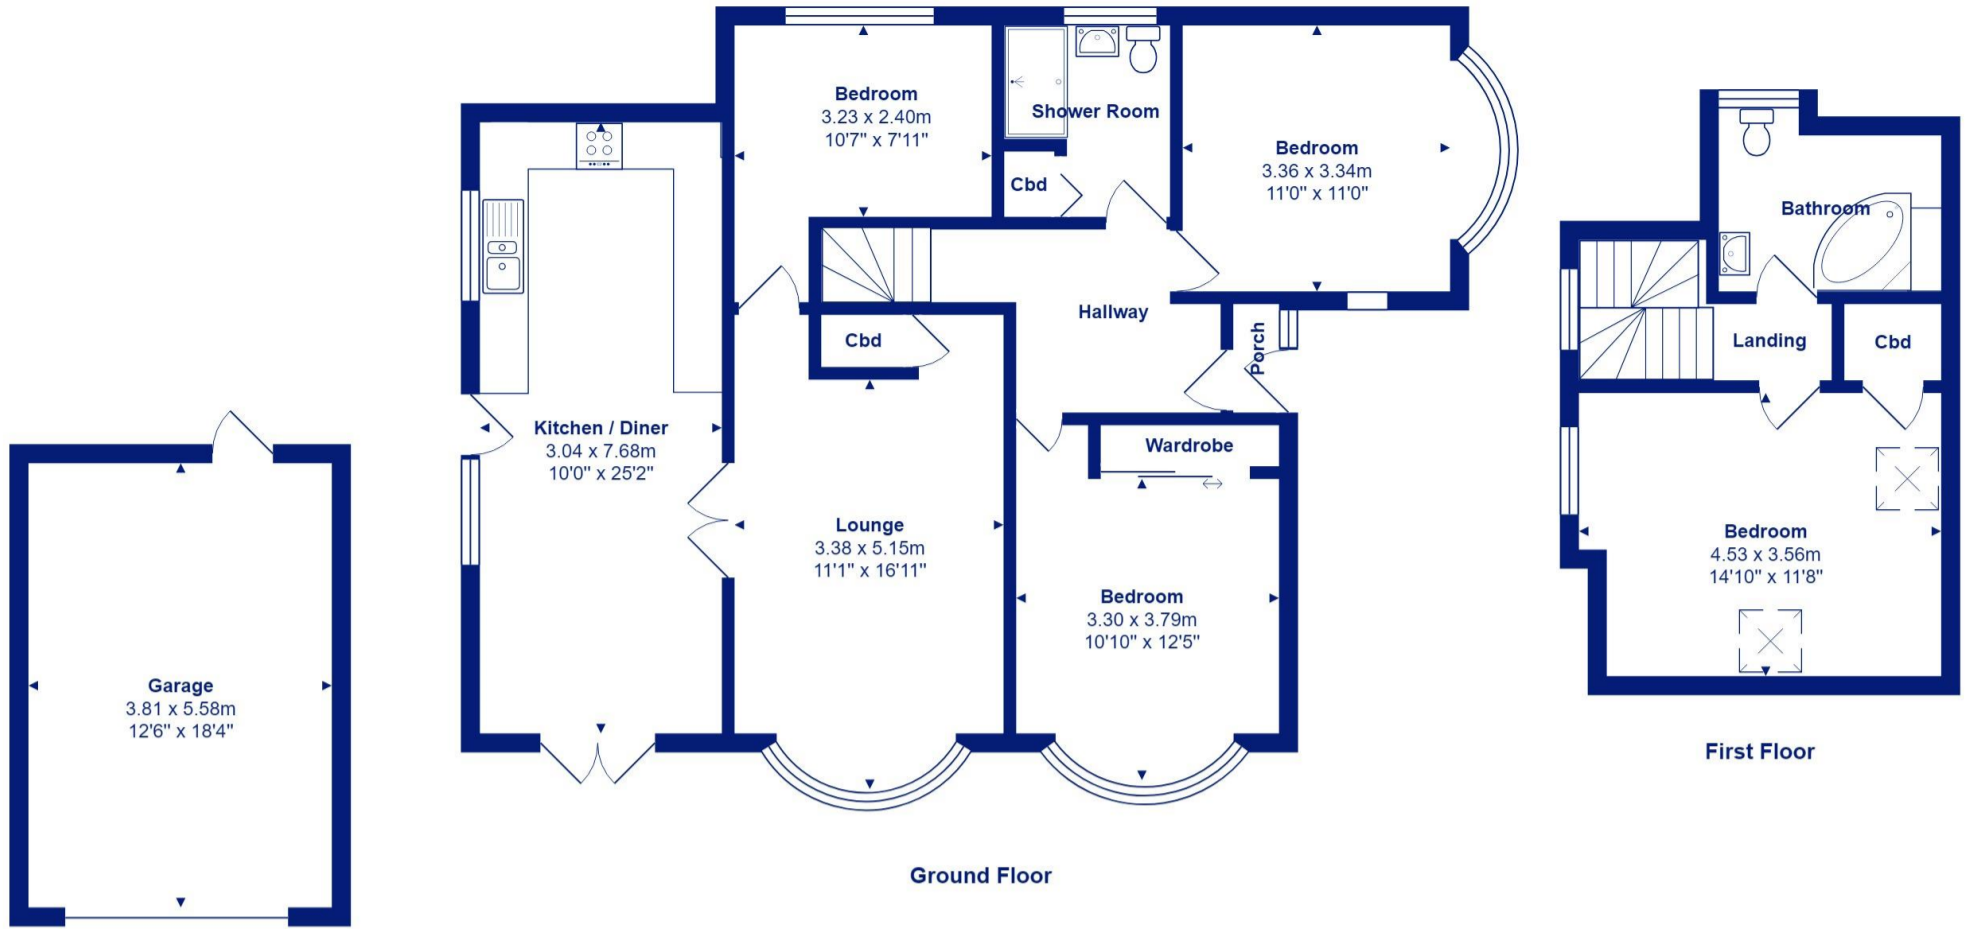 Bedroom
3.23 x 2.40m
10'7" x 7'11"
Shower Room
Cbd
Bedroom
3.36 x 3.34m
11'0" x 11'0"
Hallway
Porch
Cbd
Kitchen / Diner
3.04 x 7.68m
10'0" x 25'2"
Wardrobe
Lounge
3.38 x 5.15m
11'1" x 16'11"
Bedroom
3.30 x 3.79m
10'10" x 12'5"
Garage
3.81 x 5.58m
12'6" x 18'4"
Ground Floor
Bathroom
Landing
Cbd
Bedroom
4.53 x 3.56m
14'10" x 11'8"
First Floor